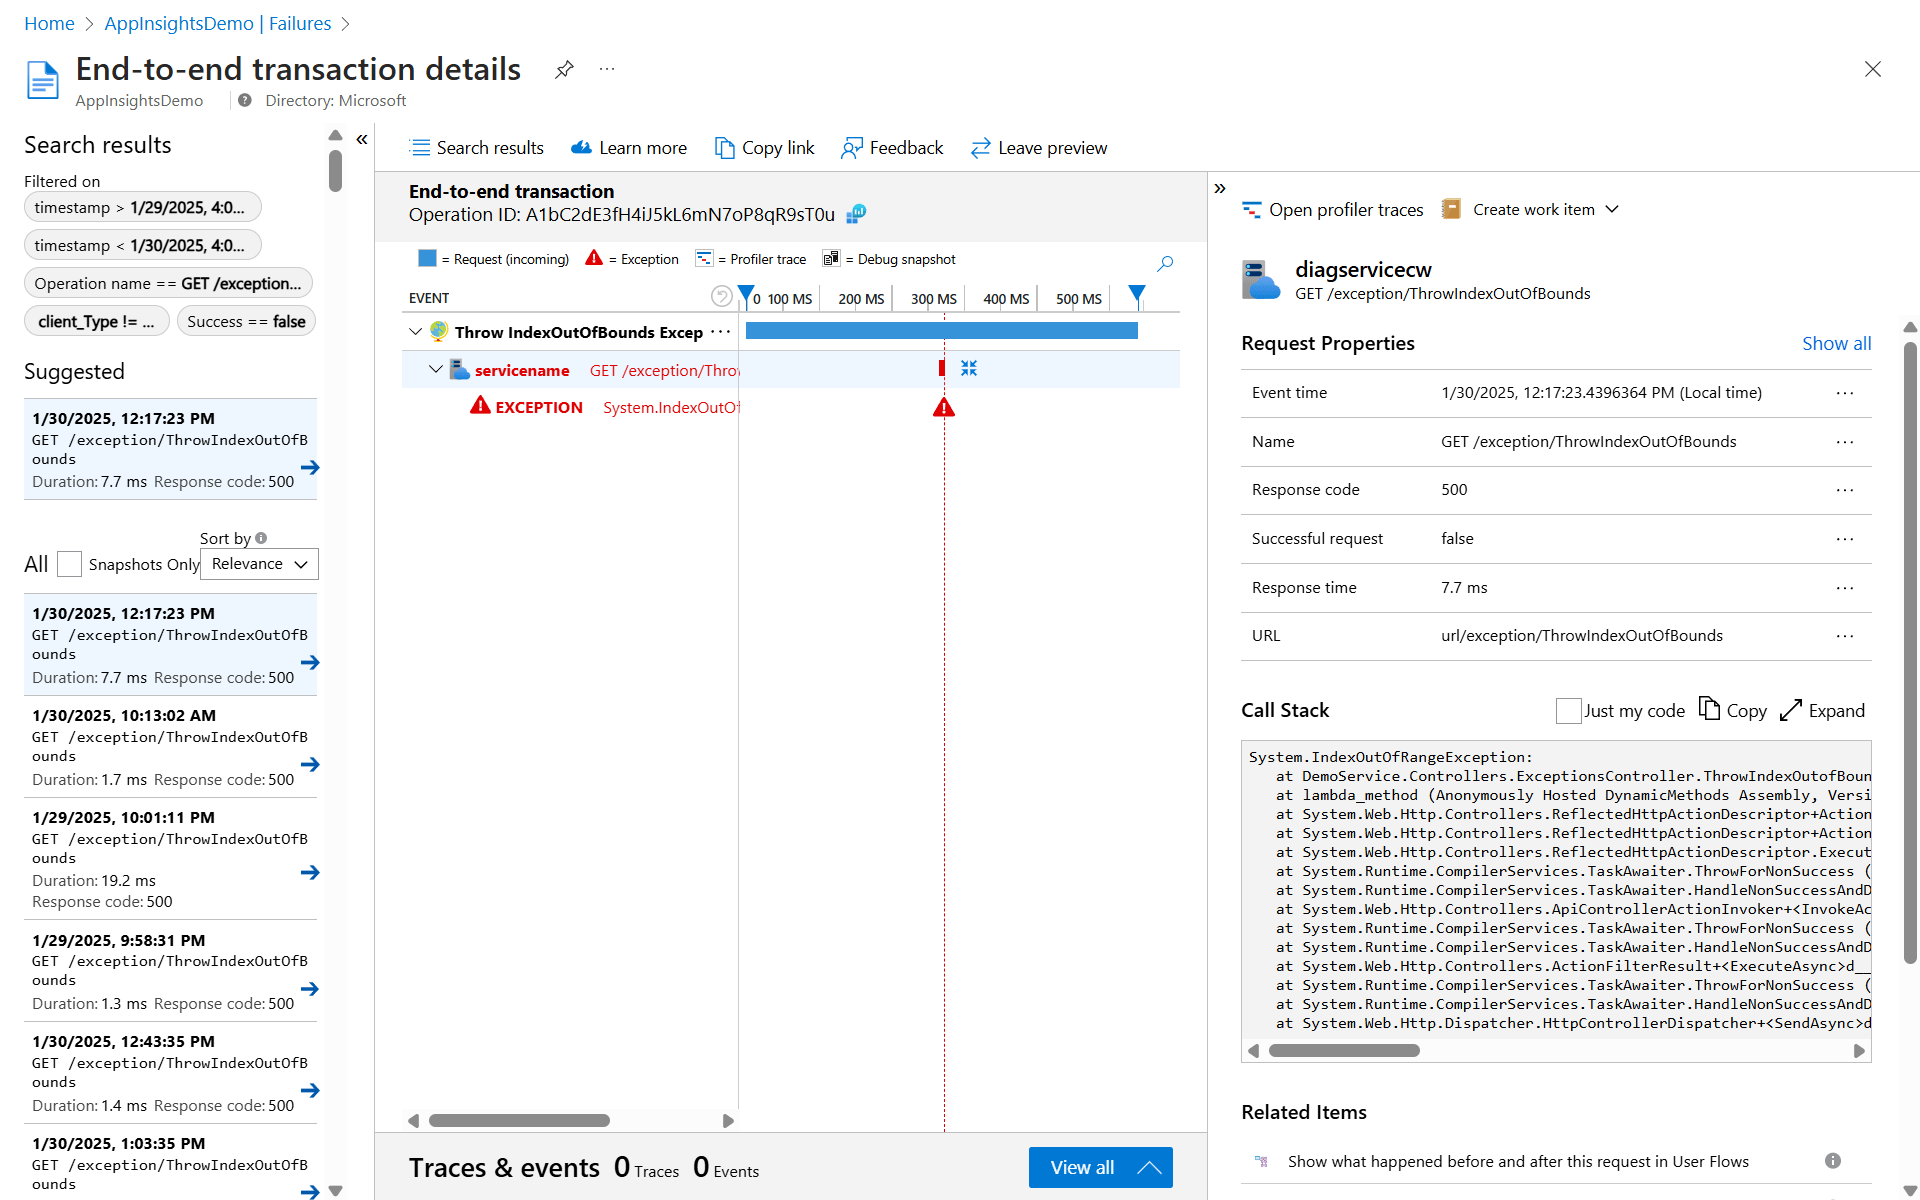 Home > AppInsightsDemo | Failures >
End-to-end transaction details ...
AppInsightsDemo
Directory: Microsoft
Search results
Filtered on
timestamp > 1/29/2025, 4:0...
timestamp < 1/30/2025, 4:0...
Operation name == GET /exception...
client_Type != ...
Success == false
Suggested
1/30/2025, 12:17:23 PM
GET /exception/ThrowIndexOutOfB
ounds
Duration: 7.7 ms Response code: 500
Sort by
All
Snapshots Only
Relevance
1/30/2025, 12:17:23 PM
GET /exception/ThrowIndexOutOfB
ounds
Duration: 7.7 ms Response code: 500
1/30/2025, 10:13:02 AM
GET /exception/ThrowIndexOutOfB
ounds
Duration: 1.7 ms Response code: 500
1/29/2025, 10:01:11 PM
GET /exception/ThrowIndexOutOfB
ounds
Duration: 19.2 ms
Response code: 500
1/29/2025, 9:58:31 PM
GET /exception/ThrowIndexOutOfB
ounds
Duration: 1.3 ms Response code: 500
1/30/2025, 12:43:35 PM
GET /exception/ThrowIndexOutOfB
ounds
Duration: 1.4 ms Response code: 500
1/30/2025, 1:03:35 PM
GET /exception/ThrowIndexOutOfB
ounds
Search results
Learn more
Copy link
Feedback
Leave preview
End-to-end transaction
Operation ID: A1bC2dE3fH4iJ5kL6mN7oP8qR9sT0u
= Request (incoming)
= Exception
= Profiler trace
= Debug snapshot
EVENT
0 100 MS 200 MS 300 MS 400 MS 500 MS
Throw IndexOutOfBounds Excep ...
servicename GET /exception/Thro
EXCEPTION System.IndexOutOf
Traces & events 0 Traces 0 Events
View all
Open profiler traces
Create work item
diagservicecw
GET /exception/ThrowIndexOutOfBounds
Request Properties
Show all
Event time 1/30/2025, 12:17:23.4396364 PM (Local time) ...
Name GET /exception/ThrowIndexOutOfBounds ...
Response code 500 ...
Successful request false ...
Response time 7.7 ms ...
URL url/exception/ThrowIndexOutOfBounds ...
Call Stack
Just my code
Copy
Expand
System.IndexOutOfRangeException:
at DemoService.Controllers.ExceptionsController.ThrowIndexOutofBoun
at lambda_method (Anonymously Hosted DynamicMethods Assembly, Versi
at System.Web.Http.Controllers.ReflectedHttpActionDescriptor+Action
at System.Web.Http.Controllers.ReflectedHttpActionDescriptor+Action
at System.Web.Http.Controllers.ReflectedHttpActionDescriptor.Execut
at System.Runtime.CompilerServices.TaskAwaiter.ThrowForNonSuccess (
at System.Runtime.CompilerServices.TaskAwaiter.HandleNonSuccessAndD
at System.Web.Http.Controllers.ApiControllerActionInvoker+<InvokeAc
at System.Runtime.CompilerServices.TaskAwaiter.ThrowForNonSuccess (
at System.Runtime.CompilerServices.TaskAwaiter.HandleNonSuccessAndD
at System.Web.Http.Controllers.ActionFilterResult+<ExecuteAsync>d__
at System.Runtime.CompilerServices.TaskAwaiter.ThrowForNonSuccess (
at System.Runtime.CompilerServices.TaskAwaiter.HandleNonSuccessAndD
at System.Web.Http.Dispatcher.HttpControllerDispatcher+<SendAsync>d
Related Items
Show what happened before and after this request in User Flows